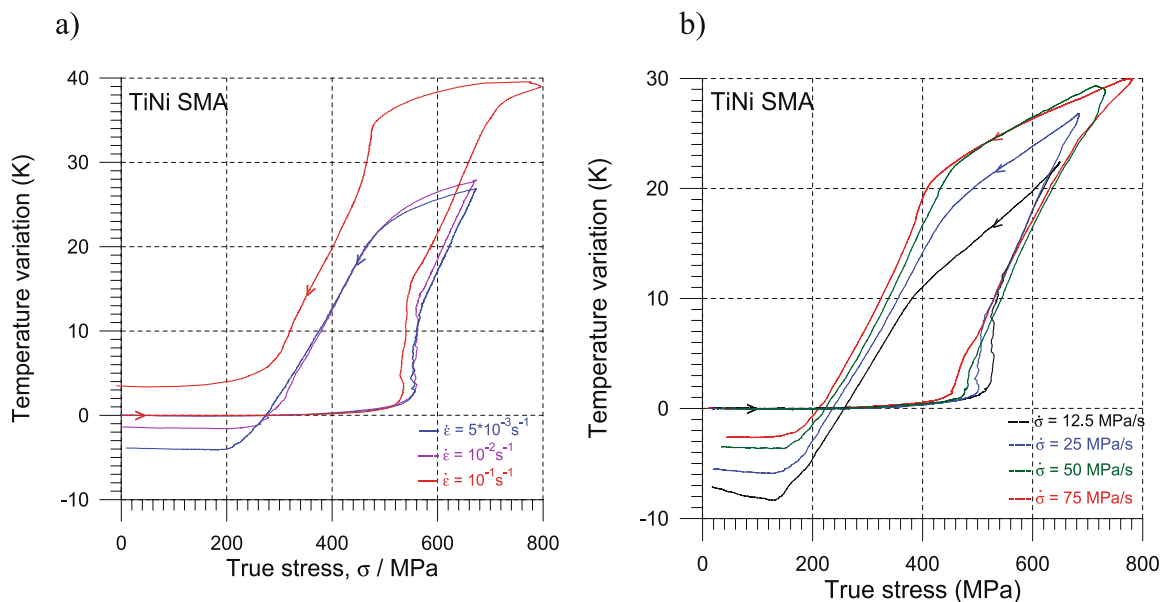 a)
40
30
20
10
0
-10
Temperature variation (K)
TiNi SMA
ε̇ = 5*10⁻³s⁻¹
ε̇ = 10⁻²s⁻¹
ε̇ = 10⁻¹s⁻¹
0 200 400 600 800
True stress, σ / MPa
b)
30
20
10
0
-10
Temperature variation (K)
TiNi SMA
σ̇ = 12.5 MPa/s
σ̇ = 25 MPa/s
σ̇ = 50 MPa/s
σ̇ = 75 MPa/s
0 200 400 600 800
True stress (MPa)